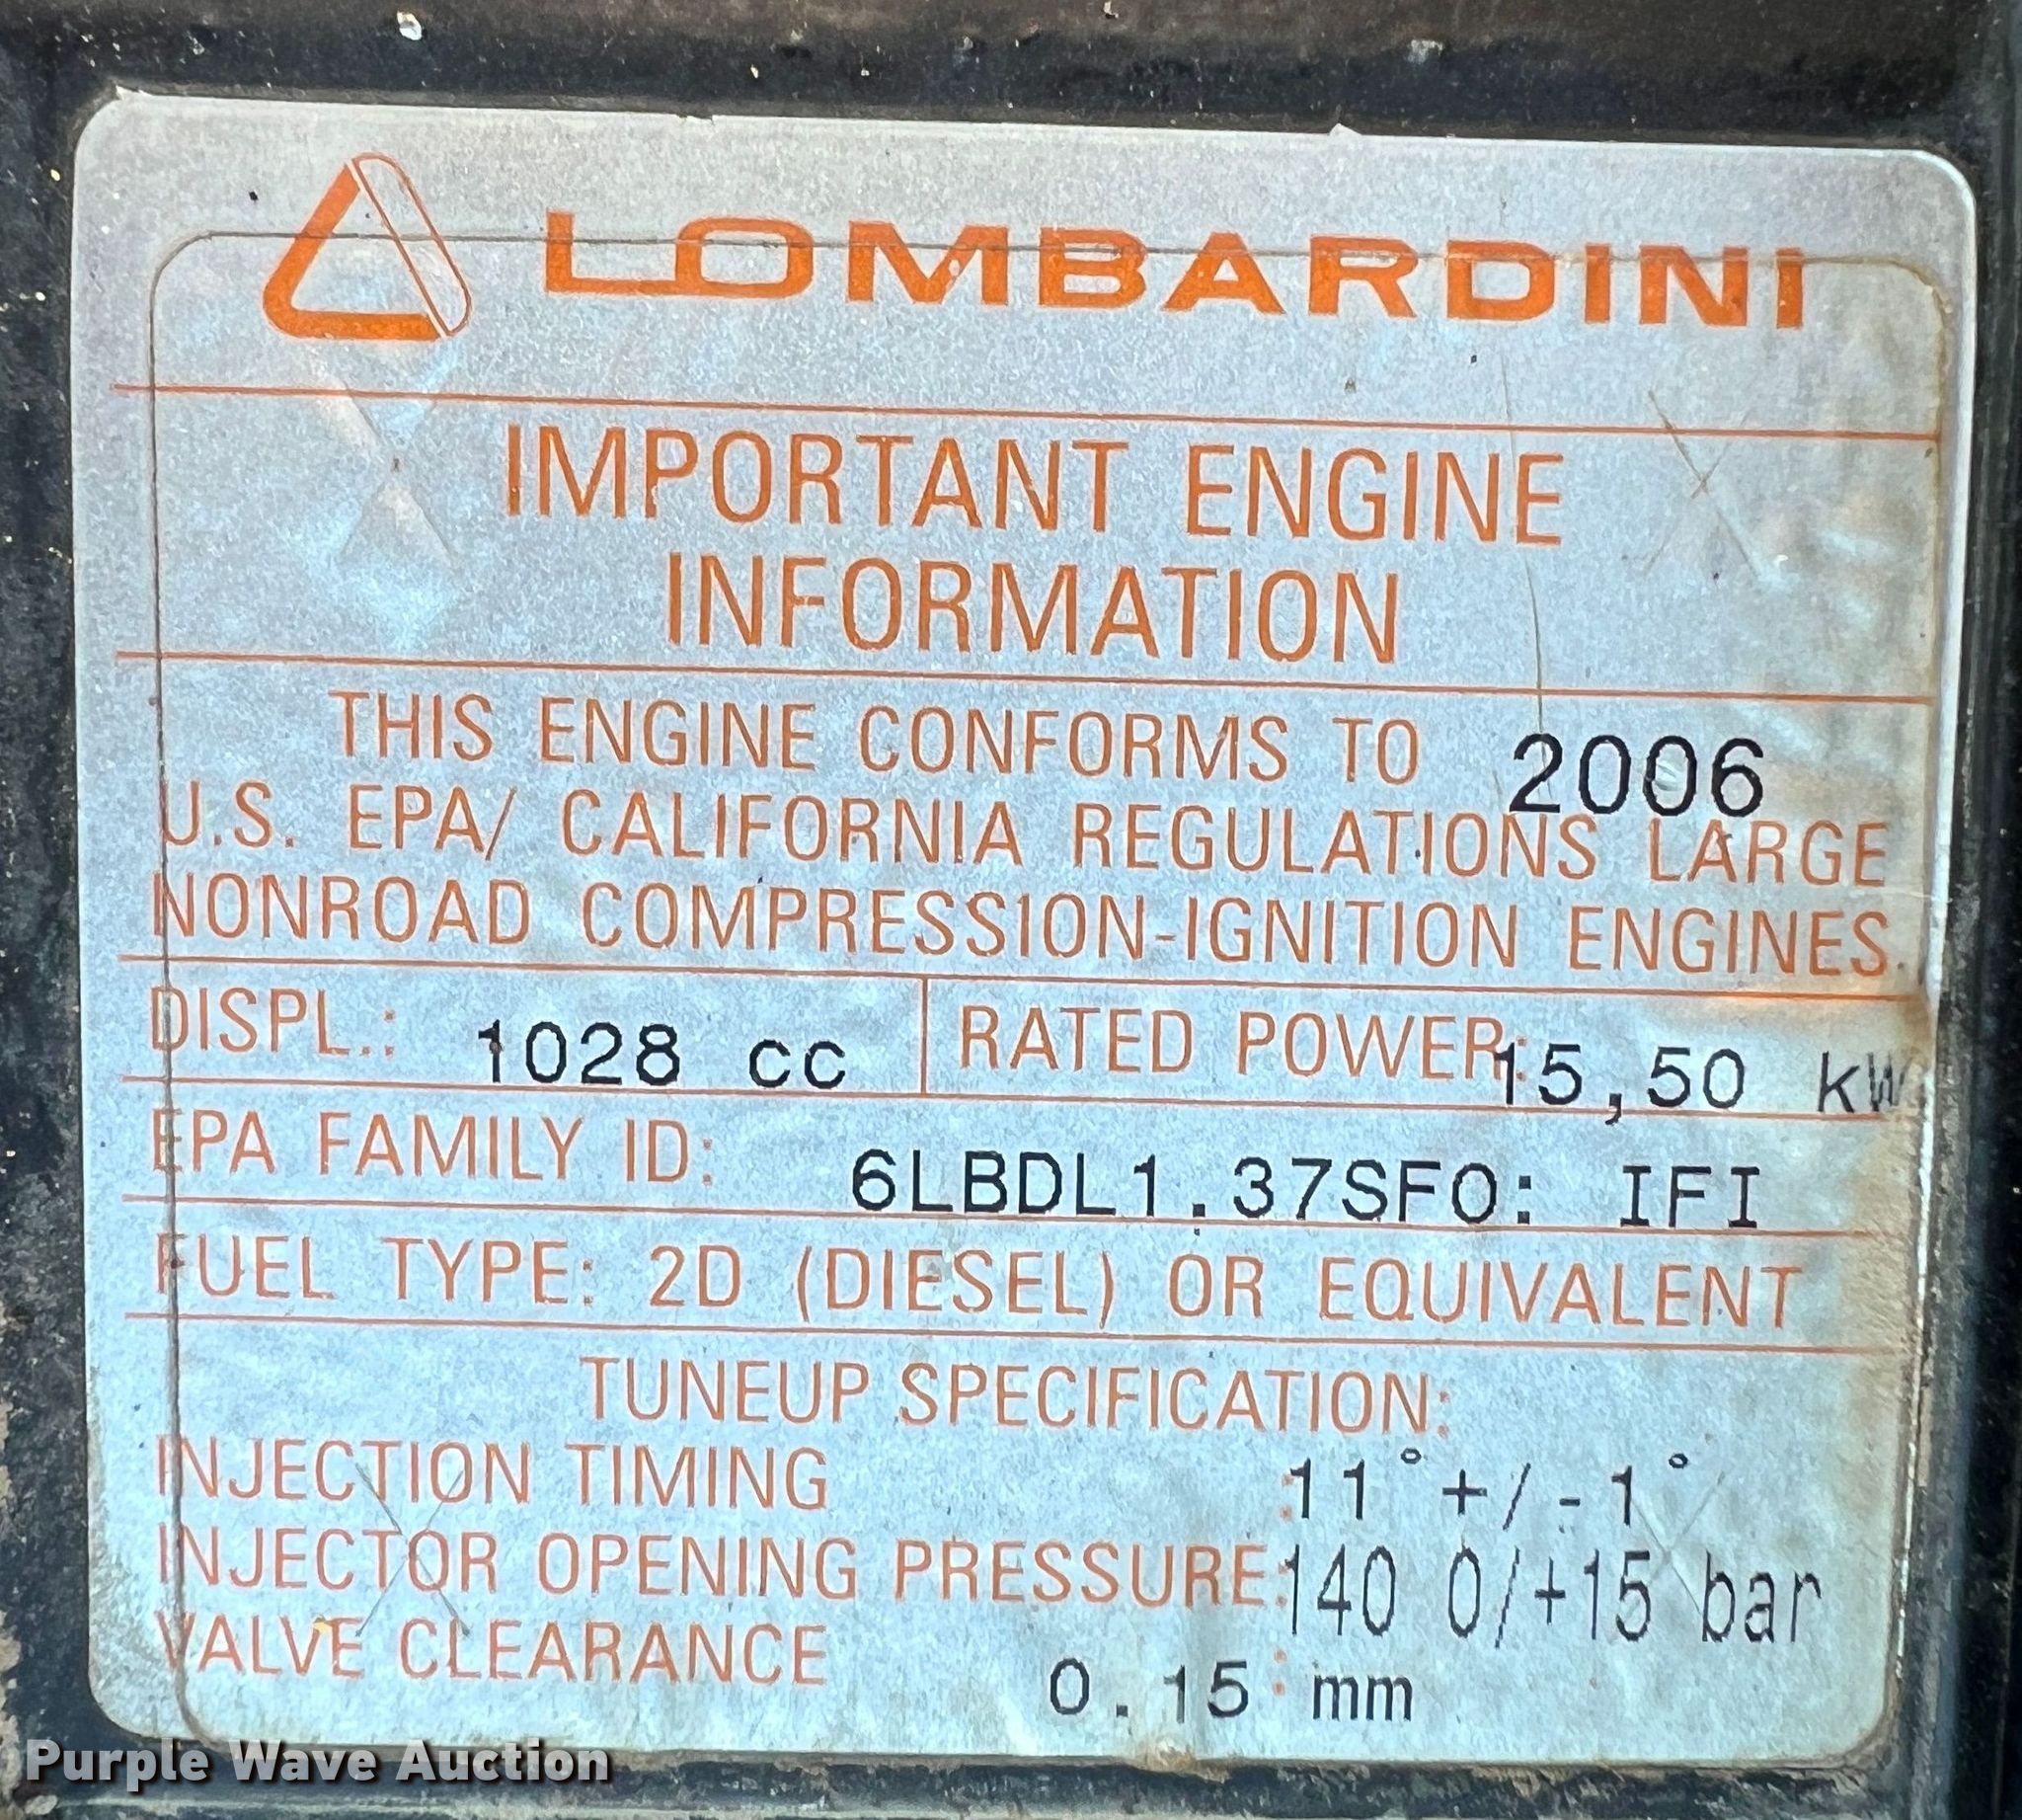 LOMBARDINI
IMPORTANT ENGINE
INFORMATION
THIS ENGINE CONFORMS TO 2006
U.S. EPA/ CALIFORNIA REGULATIONS LARGE
NONROAD COMPRESSION-IGNITION ENGINES.
DISPL.: 1028 cc RATED POWER: 15,50 kW
EPA FAMILY ID: 6LBDL1.37SFO: IFI
FUEL TYPE: 2D (DIESEL) OR EQUIVALENT
TUNEUP SPECIFICATION:
INJECTION TIMING :11°+/-1°
INJECTOR OPENING PRESSURE:140 0/+15 bar
VALVE CLEARANCE 0.15 : mm
Purple Wave Auction